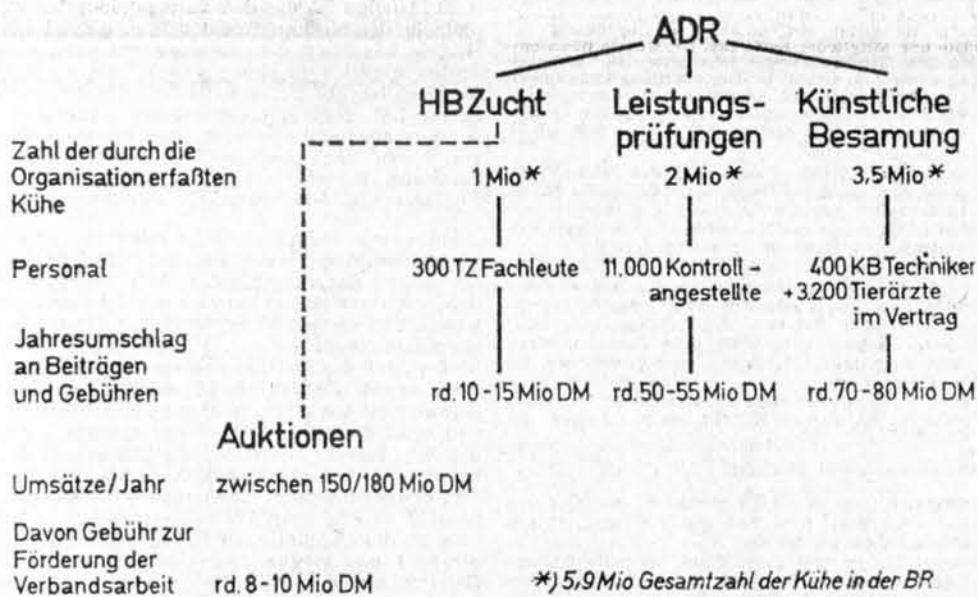 ADR
HB Zucht
Leistungs-
prüfungen
Künstliche
Besamung
Zahl der durch die
Organisation erfaßten
Kühe
1 Mio *
2 Mio *
3.5 Mio *
Personal
300 TZ Fachleute
11.000 Kontroll-
angestellte
400 KB Techniker
+3.200 Tierärzte
im Vertrag
Jahresumschlag
an Beiträgen
und Gebühren
rd. 10-15 Mio DM
rd. 50-55 Mio DM
rd. 70-80 Mio DM
Auktionen
Umsätze/Jahr
zwischen 150/180 Mio DM
Davon Gebühr zur
Förderung der
Verbandsarbeit
rd. 8-10 Mio DM
*) 5,9 Mio Gesamtzahl der Kühe in der BR